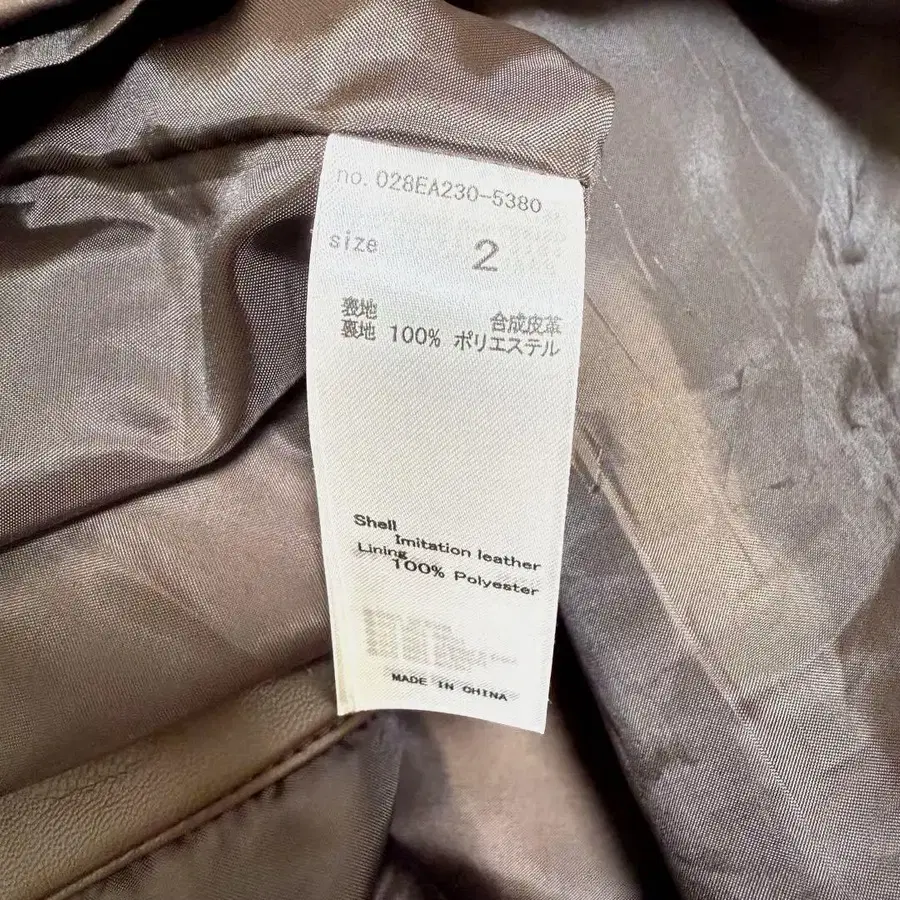 no. 028EA230-5380
size 2
表地 合成皮革
裏地 100% ポリエステル
Shell
Imitation leather
Lining
100% Polyester
MADE IN CHINA